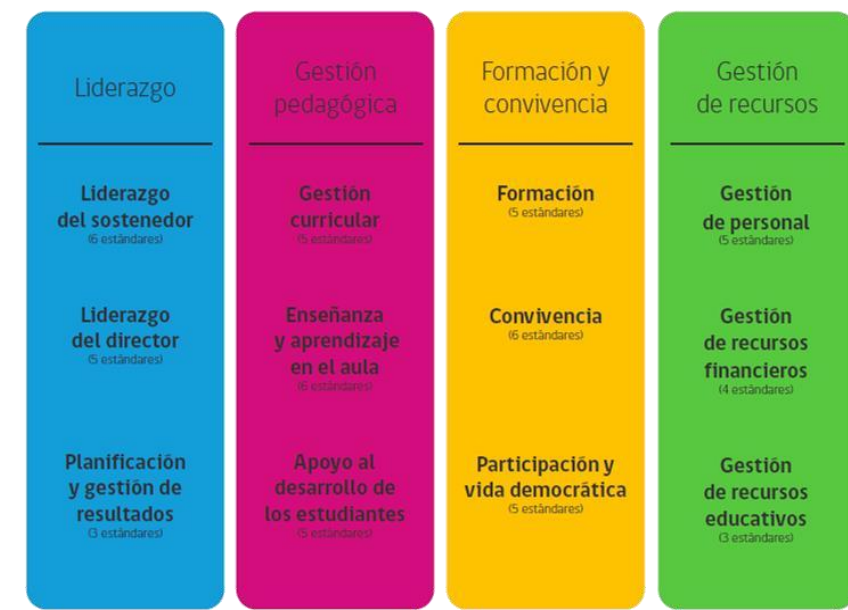 Liderazgo
Liderazgo
del sostenedor
(6 estándares)
Liderazgo
del director
(5 estándares)
Planificación
y gestión de
resultados
(3 estándares)
Gestión
pedagógica
Gestión
curricular
(5 estándares)
Enseñanza
y aprendizaje
en el aula
(6 estándares)
Apoyo al
desarrollo de
los estudiantes
(5 estándares)
Formación y
convivencia
Formación
(5 estándares)
Convivencia
(6 estándares)
Participación y
vida democrática
(5 estándares)
Gestión
de recursos
Gestión
de personal
(5 estándares)
Gestión
de recursos
financieros
(4 estándares)
Gestión
de recursos
educativos
(3 estándares)